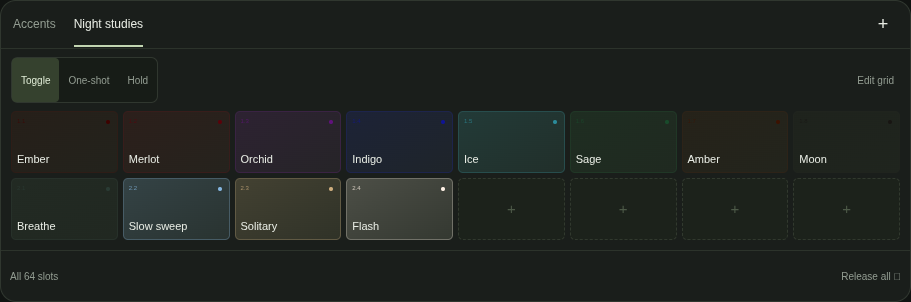 Accents Night studies +
Toggle One-shot Hold Edit grid
1.5
Ember Merlot Orchid Indigo Ice Sage Amber Moon
2.2 2.3 2.4
Breathe Slow sweep Solitary Flash + + + +
All 64 slots Release all